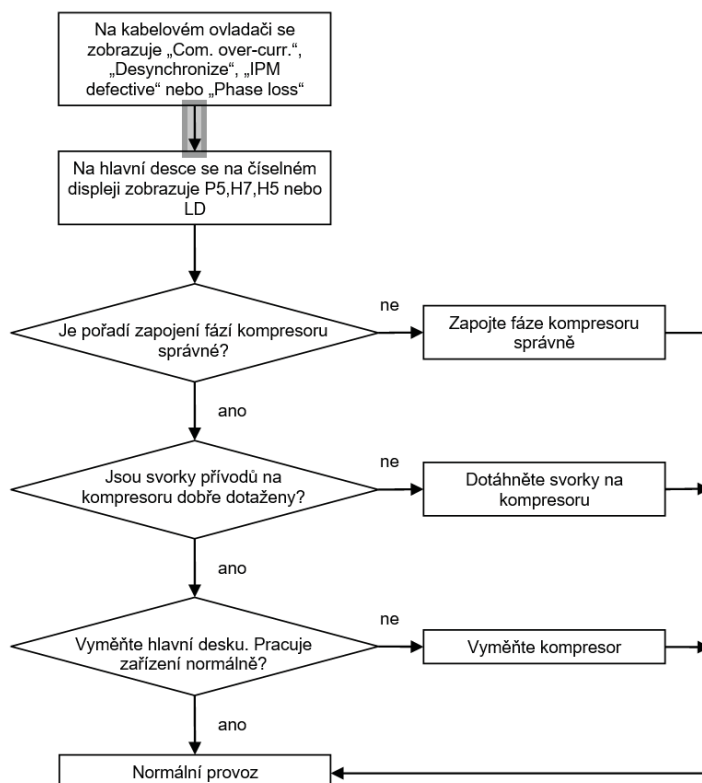 Na kabelovém ovladači se
zobrazuje „Com. over-curr.“,
„Desynchronize“, „IPM
defective“ nebo „Phase loss“
Na hlavní desce se na číselném
displeji zobrazuje P5,H7,H5 nebo
LD
Je pořadí zapojení fází kompresoru
správné?
ne
Zapojte fáze kompresoru
správně
ano
Jsou svorky přívodů na
kompresoru dobře dotaženy?
ne
Dotáhněte svorky na
kompresoru
ano
Vyměňte hlavní desku. Pracuje
zařízení normálně?
ne
Vyměňte kompresor
ano
Normální provoz